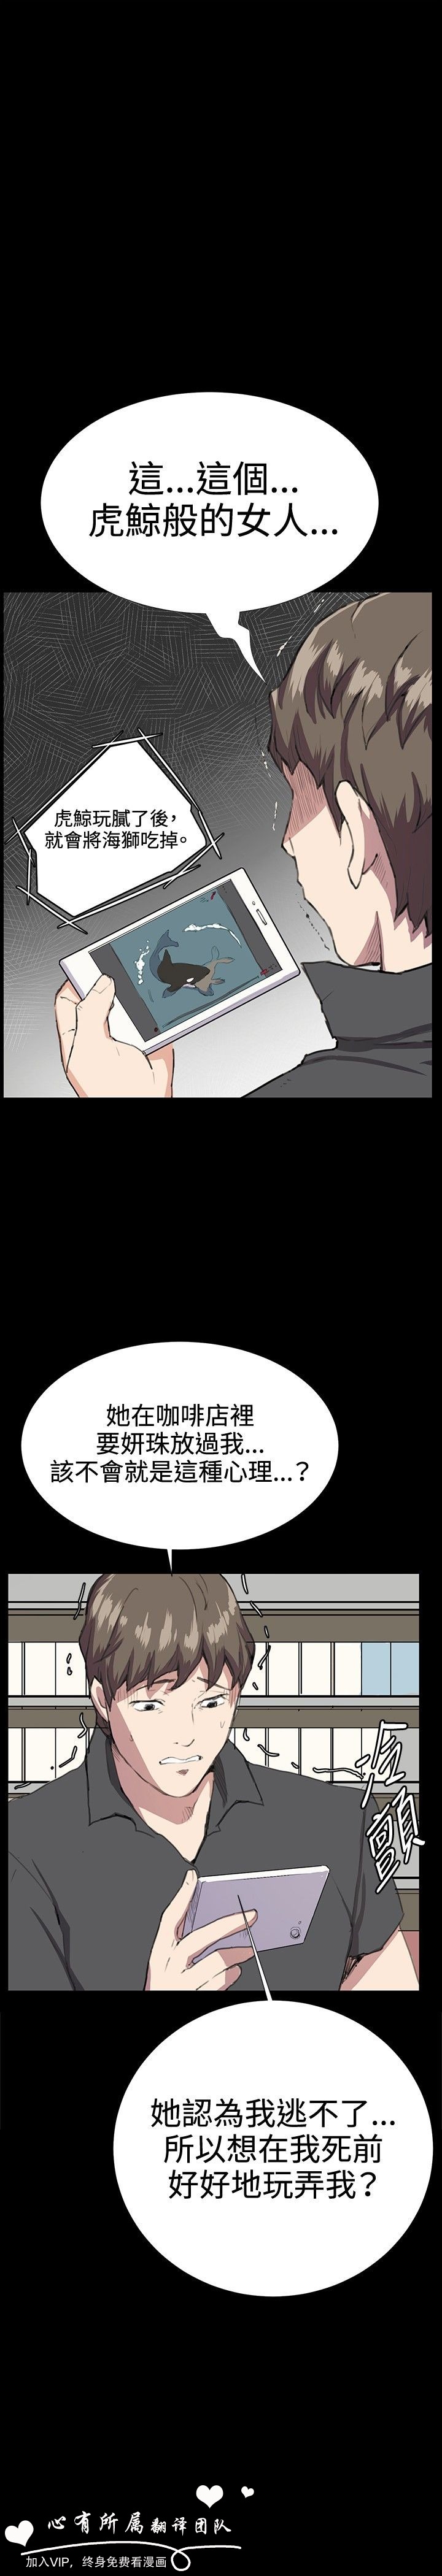 這…這個…
虎鯨般的女人…
虎鯨玩膩了後,
就會將海獅吃掉。
她在咖啡店裡
要妍珠放過我…
該不會就是這種心理…?
顫
她認為我逃不了…
所以想在我死前
好好地玩弄我?
心有所属翻译团队
加入VIP,终身免费看漫画